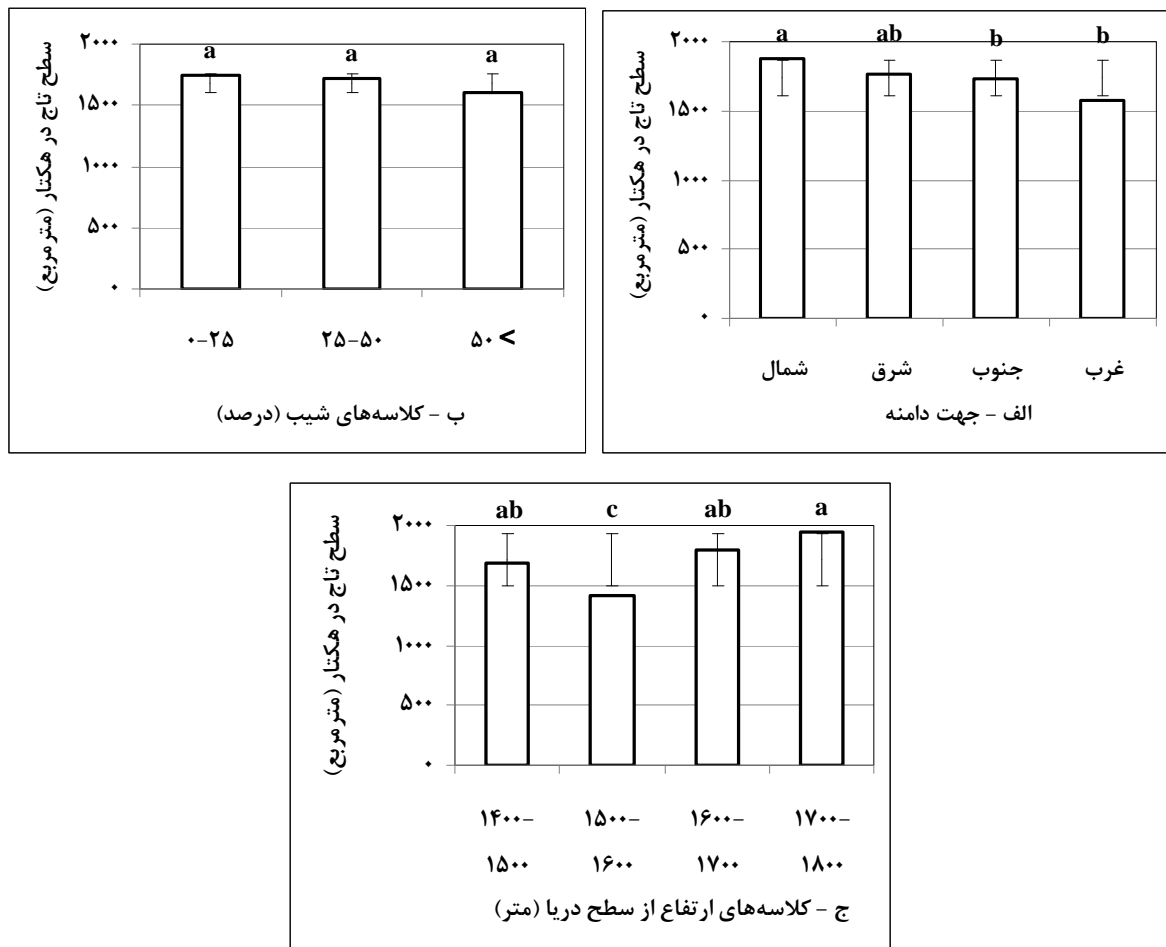 a ab b b
سطح تاج در هکتار (مترمربع)
۲۰۰۰
۱۵۰۰
۱۰۰۰
۵۰۰
۰
شمال شرق جنوب غرب
الف - جهت دامنه
a a a
سطح تاج در هکتار (مترمربع)
۲۰۰۰
۱۵۰۰
۱۰۰۰
۵۰۰
۰
۰-۲۵ ۲۵-۵۰ ۵۰ <
ب - کلاسه‌های شیب (درصد)
ab c ab a
سطح تاج در هکتار (مترمربع)
۲۰۰۰
۱۵۰۰
۱۰۰۰
۵۰۰
۰
۱۴۰۰- ۱۵۰۰- ۱۶۰۰- ۱۷۰۰-
۱۵۰۰ ۱۶۰۰ ۱۷۰۰ ۱۸۰۰
ج - کلاسه‌های ارتفاع از سطح دریا (متر)